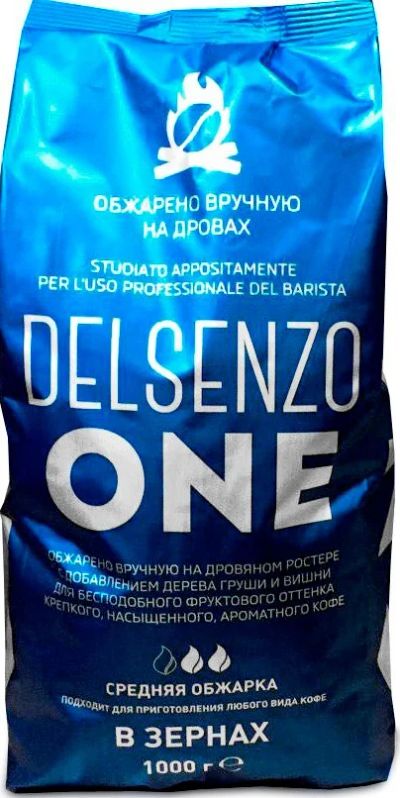 ОБЖАРЕНО ВРУЧНУЮ
НА ДРОВАХ
STUDIATO APPOSITAMENTE
PER L'USO PROFESSIONALE DEL BARISTA
DELSENZO
ONE
ОБЖАРЕНО ВРУЧНУЮ НА ДРОВЯНОМ РОСТЕРЕ
С ДОБАВЛЕНИЕМ ДЕРЕВА ГРУШИ И ВИШНИ
ДЛЯ БЕСПОДОБНОГО ФРУКТОВОГО ОТТЕНКА
КРЕПКОГО, НАСЫЩЕННОГО, АРОМАТНОГО КОФЕ
СРЕДНЯЯ ОБЖАРКА
ПОДХОДИТ ДЛЯ ПРИГОТОВЛЕНИЯ ЛЮБОГО ВИДА КОФЕ
В ЗЕРНАХ
1000 г ℮